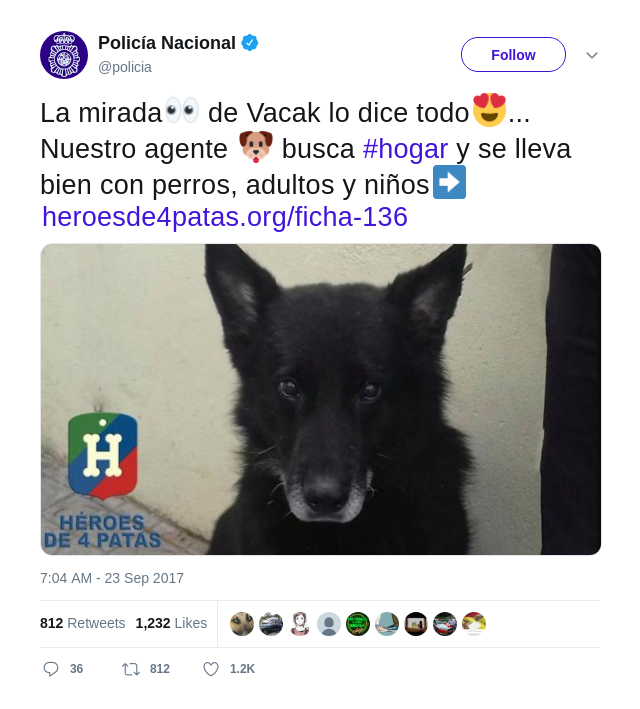 Policía Nacional
@policia
Follow
La mirada👀 de Vacak lo dice todo😍...
Nuestro agente 🐶 busca #hogar y se lleva
bien con perros, adultos y niños➡
heroesde4patas.org/ficha-136
H
HÉROES
DE 4 PATAS
7:04 AM - 23 Sep 2017
812 Retweets 1,232 Likes
36 812 1.2K